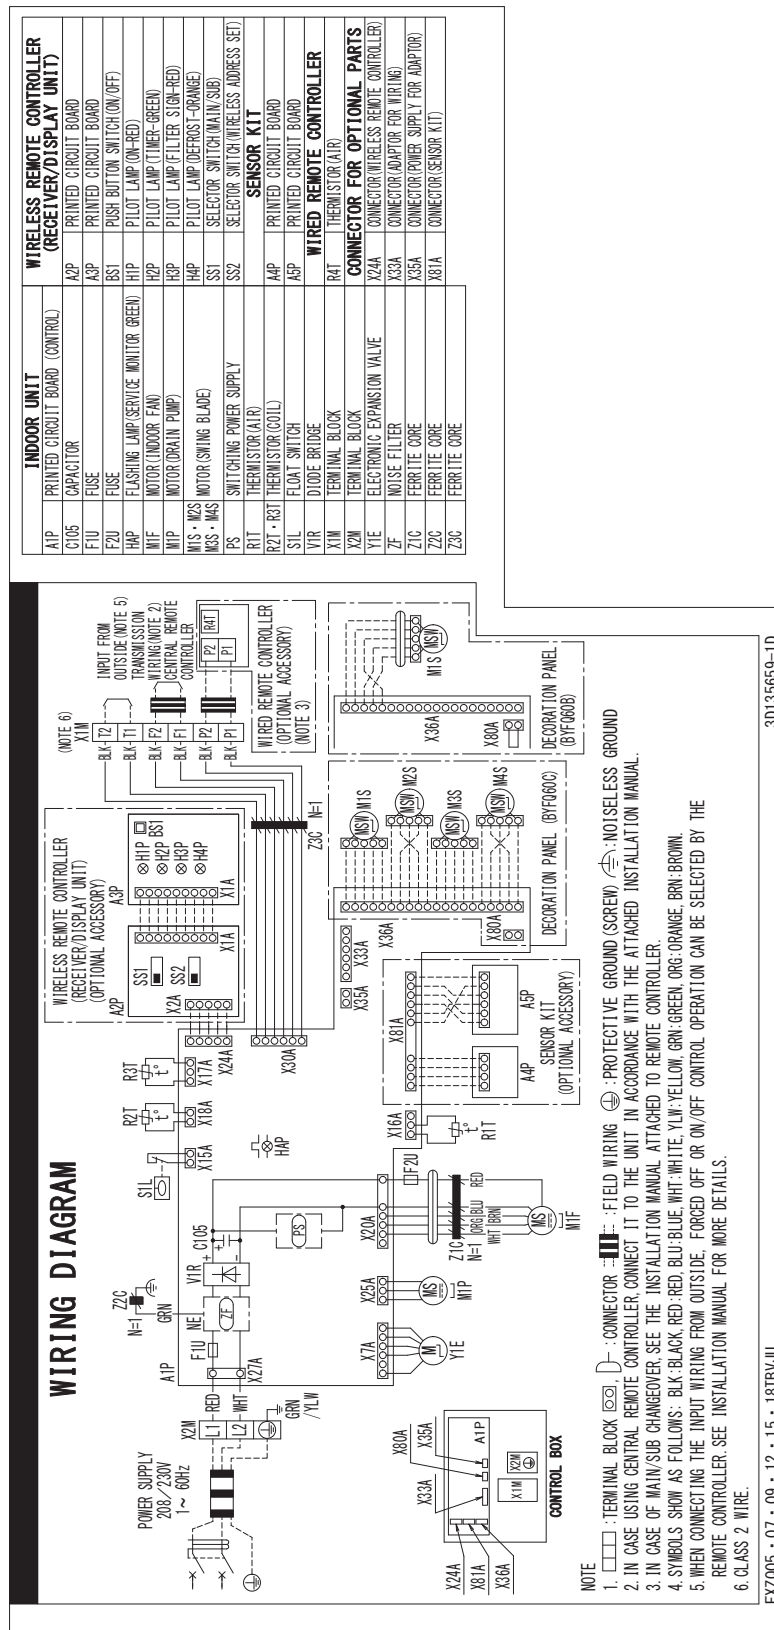 WIRING DIAGRAM
POWER SUPPLY
208/230V
1~ 60Hz
X2M
L1
L2
RED
WHT
GRN
/YLW
A1P
X27A
F1U
NE
ZF
GRN
N=1
Z2C
V1R
C105
PS
HAP
S1L
X15A
R2T
t°
X18A
R3T
t°
X17A
X24A
X30A
X7A
M
Y1E
X25A
MS
M1P
X20A
F2U
Z1C
N=1
WHT
BRN
ORG
BLU
RED
MS
M1F
X16A
t°
R1T
WIRELESS REMOTE CONTROLLER
(RECEIVER/DISPLAY UNIT)
(OPTIONAL ACCESSORY)
A2P
X2A
SS1
SS2
X1A
A3P
X1A
BS1
H1P
H2P
H3P
H4P
Z3C
N=1
(NOTE 6)
X1M
BLK
T2
BLK
T1
BLK
F2
BLK
F1
BLK
P2
BLK
P1
INPUT FROM
OUTSIDE(NOTE 5)
TRANSMISSION
WIRING(NOTE 2)
CENTRAL REMOTE
CONTROLLER
R4T
P2
P1
WIRED REMOTE CONTROLLER
(OPTIONAL ACCESSORY)
(NOTE 3)
X35A
X33A
X36A
X81A
A4P
A5P
SENSOR KIT
(OPTIONAL ACCESSORY)
MSW
M1S
MSW
M2S
MSW
M3S
MSW
M4S
X80A
DECORATION PANEL (BYFQ60C)
X36A
MSW
M1S
X80A
DECORATION PANEL
(BYFQ60B)
X24A
X81A
X36A
X33A
X80A
X35A
A1P
X1M
X2M
CONTROL BOX
NOTE
1. :TERMINAL BLOCK , :CONNECTOR :FIELD WIRING :PROTECTIVE GROUND(SCREW) :NOISELESS GROUND
2. IN CASE USING CENTRAL REMOTE CONTROLLER,CONNECT IT TO THE UNIT IN ACCORDANCE WITH THE ATTACHED INSTALLATION MANUAL.
3. IN CASE OF MAIN/SUB CHANGEOVER,SEE THE INSTALLATION MANUAL ATTACHED TO REMOTE CONTROLLER.
4. SYMBOLS SHOW AS FOLLOWS: BLK:BLACK, RED:RED, BLU:BLUE, WHT:WHITE, YLW:YELLOW, GRN:GREEN, ORG:ORANGE, BRN:BROWN.
5. WHEN CONNECTING THE INPUT WIRING FROM OUTSIDE, FORCED OFF OR ON/OFF CONTROL OPERATION CAN BE SELECTED BY THE
REMOTE CONTROLLER. SEE INSTALLATION MANUAL FOR MORE DETAILS.
6. CLASS 2 WIRE.
FXZQ05・07・09・12・15・18TBVJU
3D135659-1D
INDOOR UNIT
A1P PRINTED CIRCUIT BOARD (CONTROL)
C105 CAPACITOR
F1U FUSE
F2U FUSE
HAP FLASHING LAMP(SERVICE MONITOR GREEN)
M1F MOTOR(INDOOR FAN)
M1P MOTOR(DRAIN PUMP)
M1S・M2S
M3S・M4S MOTOR(SWING BLADE)
PS SWITCHING POWER SUPPLY
R1T THERMISTOR(AIR)
R2T・R3T THERMISTOR(COIL)
S1L FLOAT SWITCH
V1R DIODE BRIDGE
X1M TERMINAL BLOCK
X2M TERMINAL BLOCK
Y1E ELECTRONIC EXPANSION VALVE
ZF NOISE FILTER
Z1C FERRITE CORE
Z2C FERRITE CORE
Z3C FERRITE CORE
WIRELESS REMOTE CONTROLLER
(RECEIVER/DISPLAY UNIT)
A2P PRINTED CIRCUIT BOARD
A3P PRINTED CIRCUIT BOARD
BS1 PUSH BUTTON SWITCH(ON/OFF)
H1P PILOT LAMP(ON-RED)
H2P PILOT LAMP(TIMER-GREEN)
H3P PILOT LAMP(FILTER SIGN-RED)
H4P PILOT LAMP(DEFROST-ORANGE)
SS1 SELECTOR SWITCH(MAIN/SUB)
SS2 SELECTOR SWITCH(WIRELESS ADDRESS SET)
SENSOR KIT
A4P PRINTED CIRCUIT BOARD
A5P PRINTED CIRCUIT BOARD
WIRED REMOTE CONTROLLER
R4T THERMISTOR(AIR)
CONNECTOR FOR OPTIONAL PARTS
X24A CONNECTOR(WIRELESS REMOTE CONTROLLER)
X33A CONNECTOR(ADAPTOR FOR WIRING)
X35A CONNECTOR(POWER SUPPLY FOR ADAPTOR)
X81A CONNECTOR(SENSOR KIT)